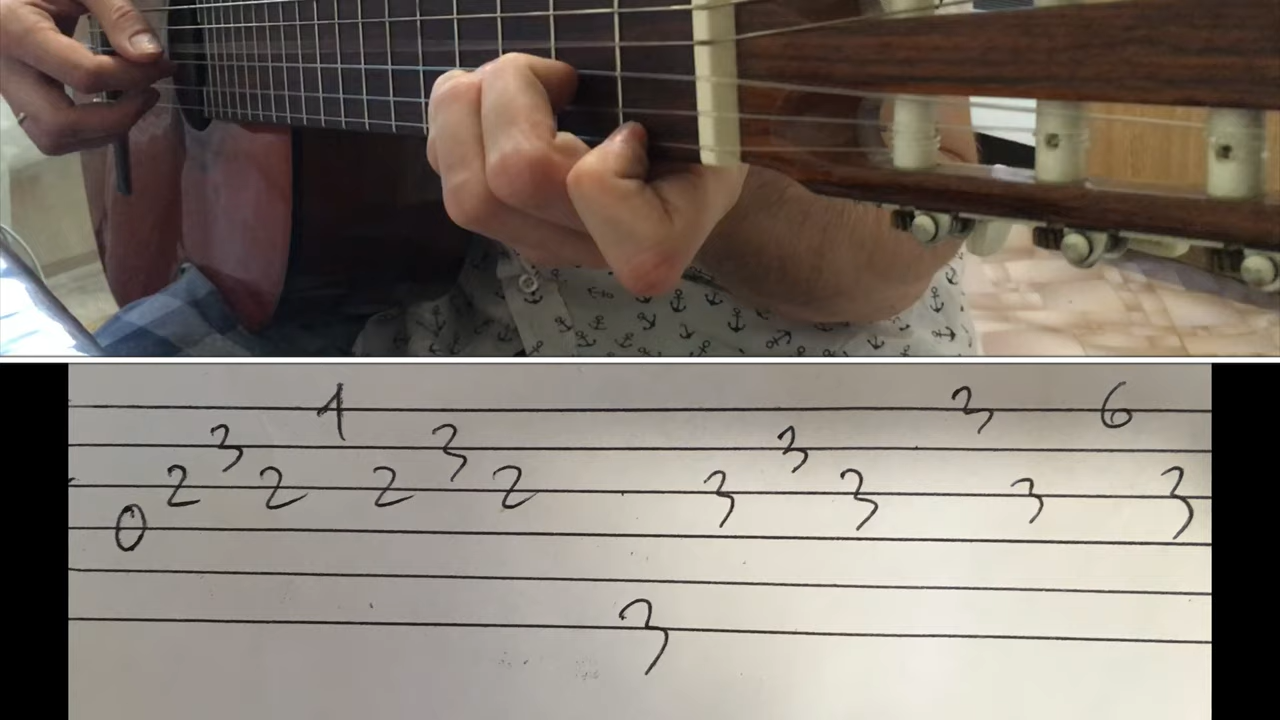 1 3 6
3 3 3
2 2 2 2 3 3 3 3
0
3